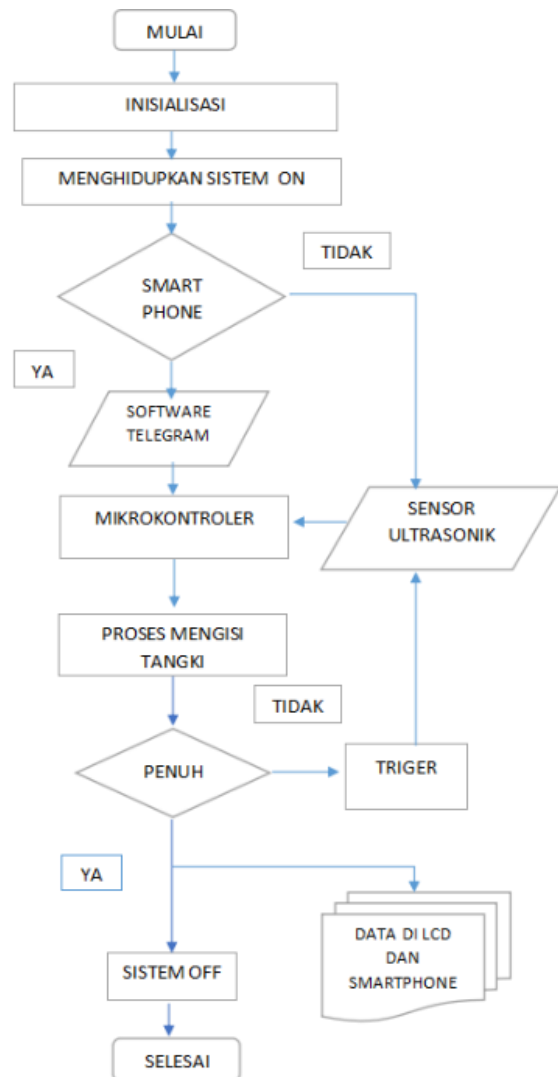 MULAI
INISIALISASI
MENGHIDUPKAN SISTEM ON
TIDAK
SMART
PHONE
YA
SOFTWARE
TELEGRAM
MIKROKONTROLER
SENSOR
ULTRASONIK
PROSES MENGISI
TANGKI
TIDAK
PENUH
TRIGER
YA
DATA DI LCD
DAN
SMARTPHONE
SISTEM OFF
SELESAI